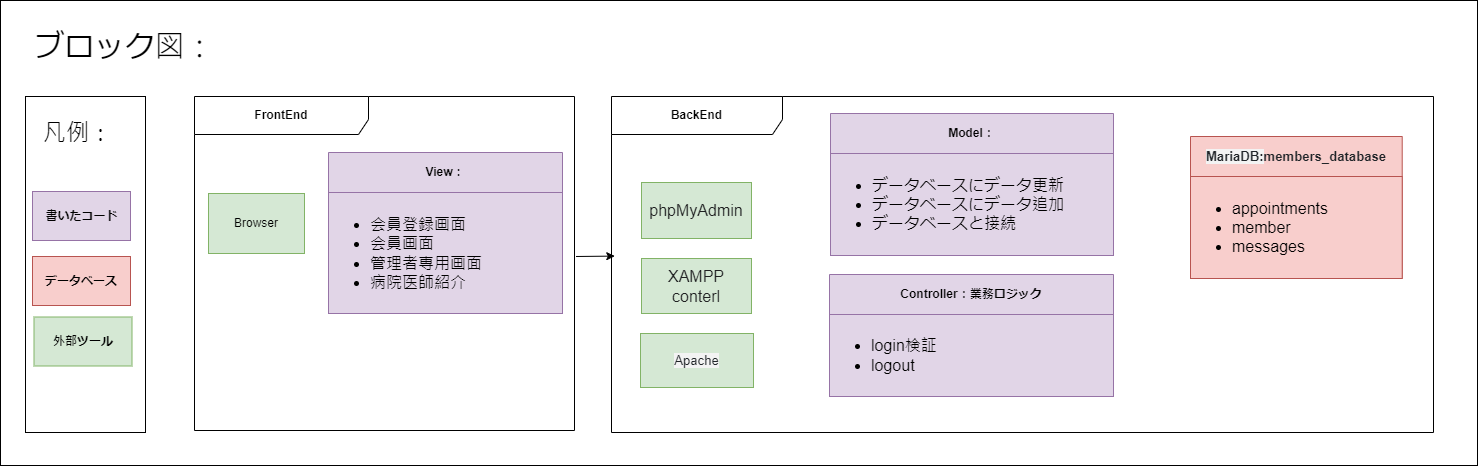 ブロック図：
凡例：
書いたコード
データベース
外部ツール
FrontEnd
Browser
View：
会員登録画面
会員画面
管理者専用画面
病院医師紹介
BackEnd
phpMyAdmin
XAMPP
conterl
Apache
Model：
データベースにデータ更新
データベースにデータ追加
データベースと接続
Controller：業務ロジック
login検証
logout
MariaDB:members_database
appointments
member
messages